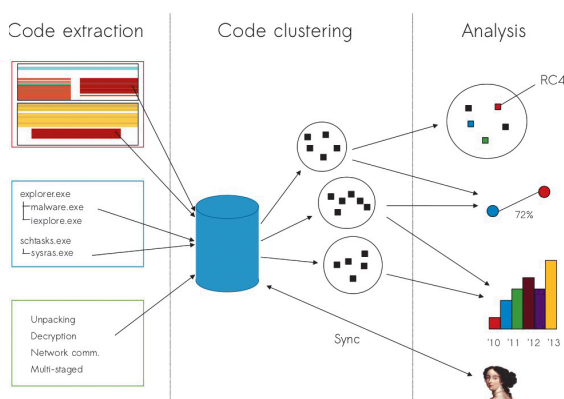 Code extraction
Code clustering
Analysis
RC4
explorer.exe
malware.exe
iexplore.exe
schtasks.exe
sysras.exe
72%
Unpacking
Decryption
Network comm.
Multi-staged
Sync
'10 '11 '12 '13